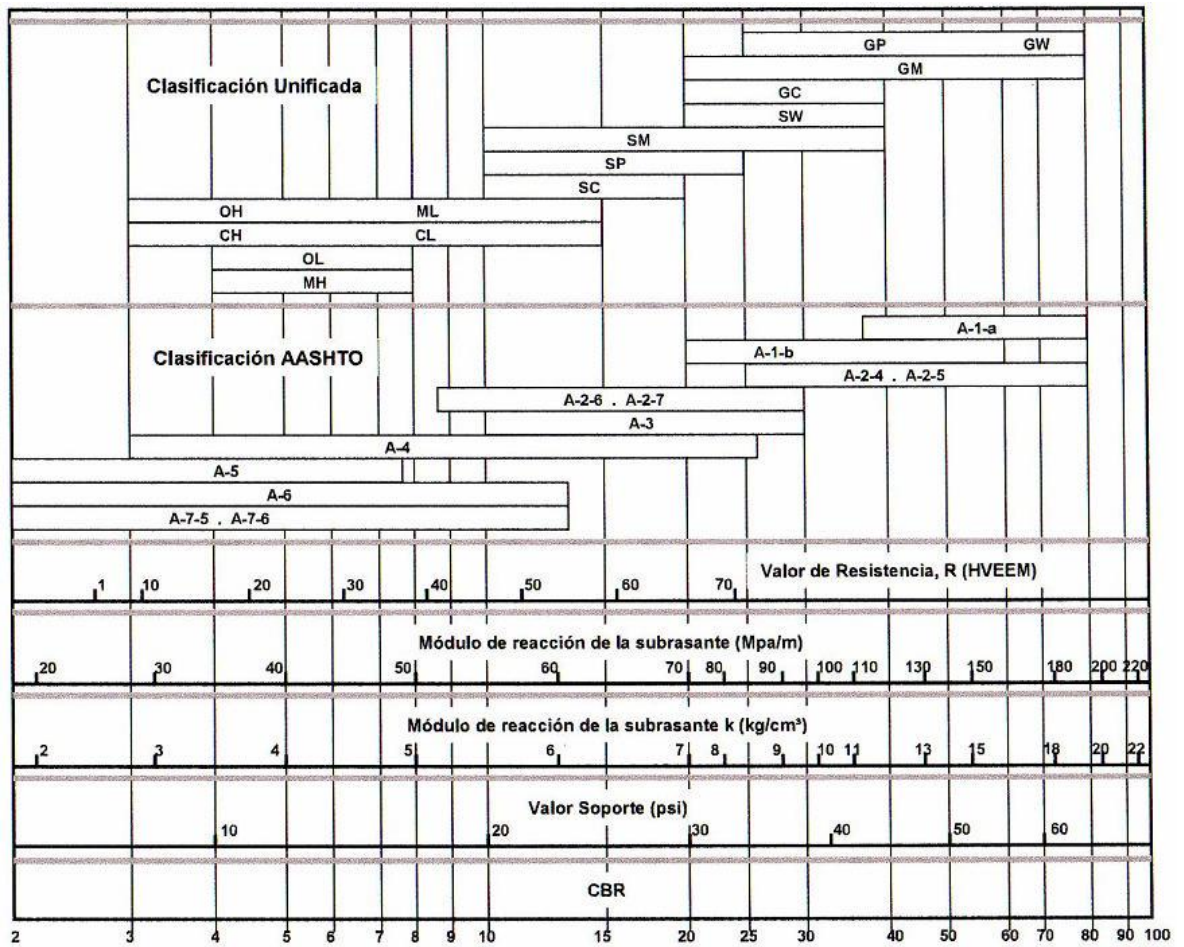 GP GW
GM
Clasificación Unificada
GC
SW
SM
SP
SC
OH ML
CH CL
OL
MH
A-1-a
Clasificación AASHTO
A-1-b
A-2-4 . A-2-5
A-2-6 . A-2-7
A-3
A-4
A-5
A-6
A-7-5 . A-7-6
Valor de Resistencia, R (HVEEM)
1 10 20 30 40 50 60 70
Módulo de reacción de la subrasante (Mpa/m)
20 30 40 50 60 70 80 90 100 110 130 150 180 200 220
Módulo de reacción de la subrasante k (kg/cm³)
2 3 4 5 6 7 8 9 10 11 13 15 18 20 22
Valor Soporte (psi)
10 20 30 40 50 60
CBR
2 3 4 5 6 7 8 9 10 15 20 25 30 40 50 60 70 80 90 100